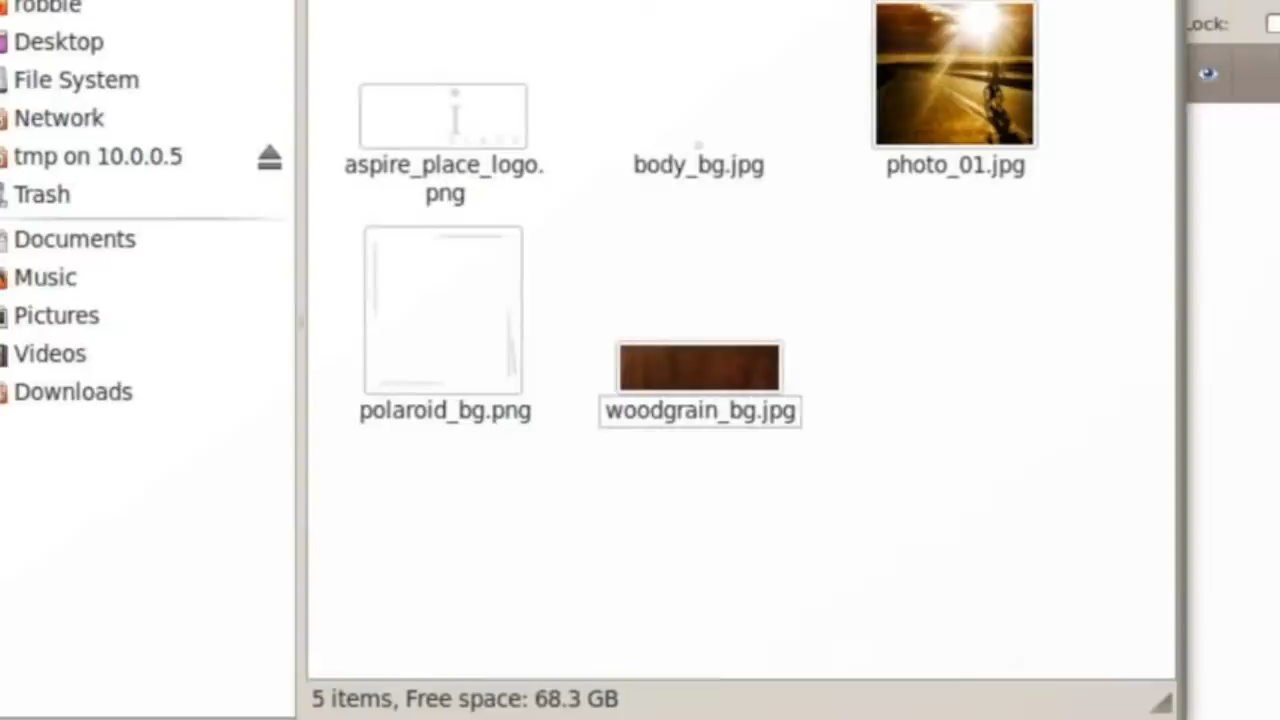 robbie
Desktop
File System
Network
tmp on 10.0.0.5
Trash
Documents
Music
Pictures
Videos
Downloads
aspire_place_logo.
png
body_bg.jpg
photo_01.jpg
polaroid_bg.png
woodgrain_bg.jpg
5 items, Free space: 68.3 GB